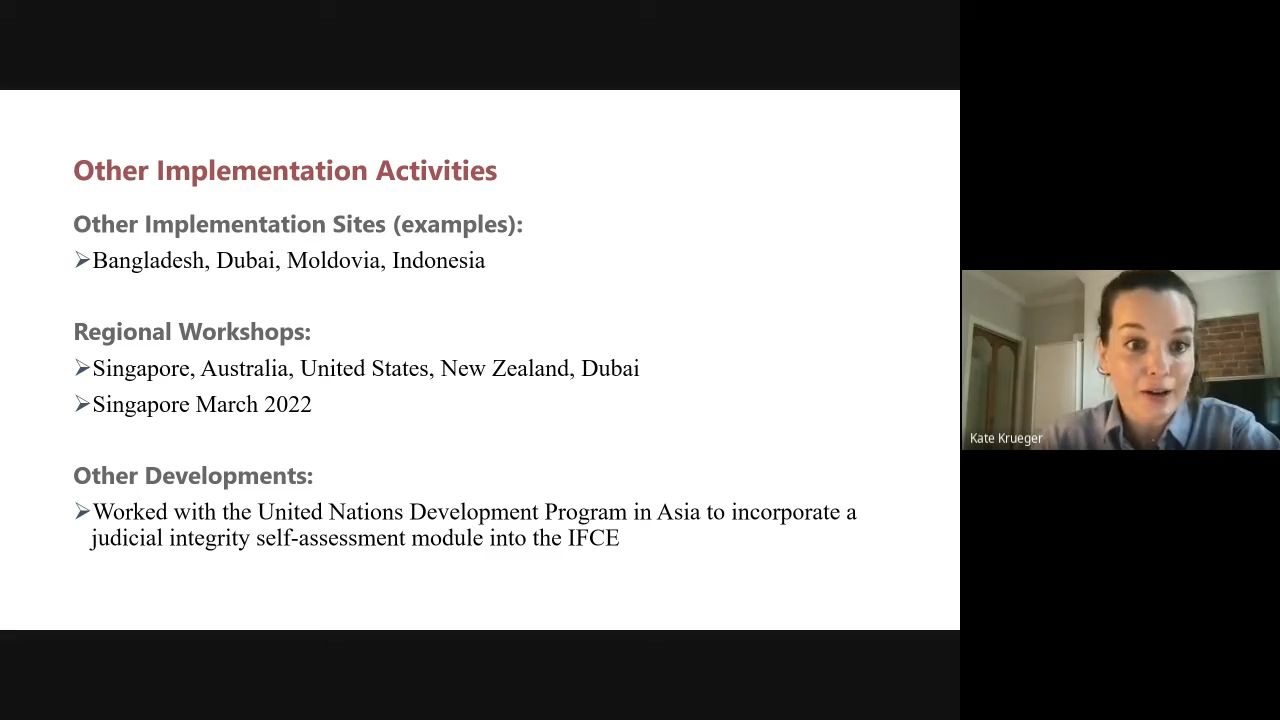 Other Implementation Activities
Other Implementation Sites (examples):
➢Bangladesh, Dubai, Moldovia, Indonesia
Regional Workshops:
➢Singapore, Australia, United States, New Zealand, Dubai
➢Singapore March 2022
Other Developments:
➢Worked with the United Nations Development Program in Asia to incorporate a
judicial integrity self-assessment module into the IFCE
Kate Krueger